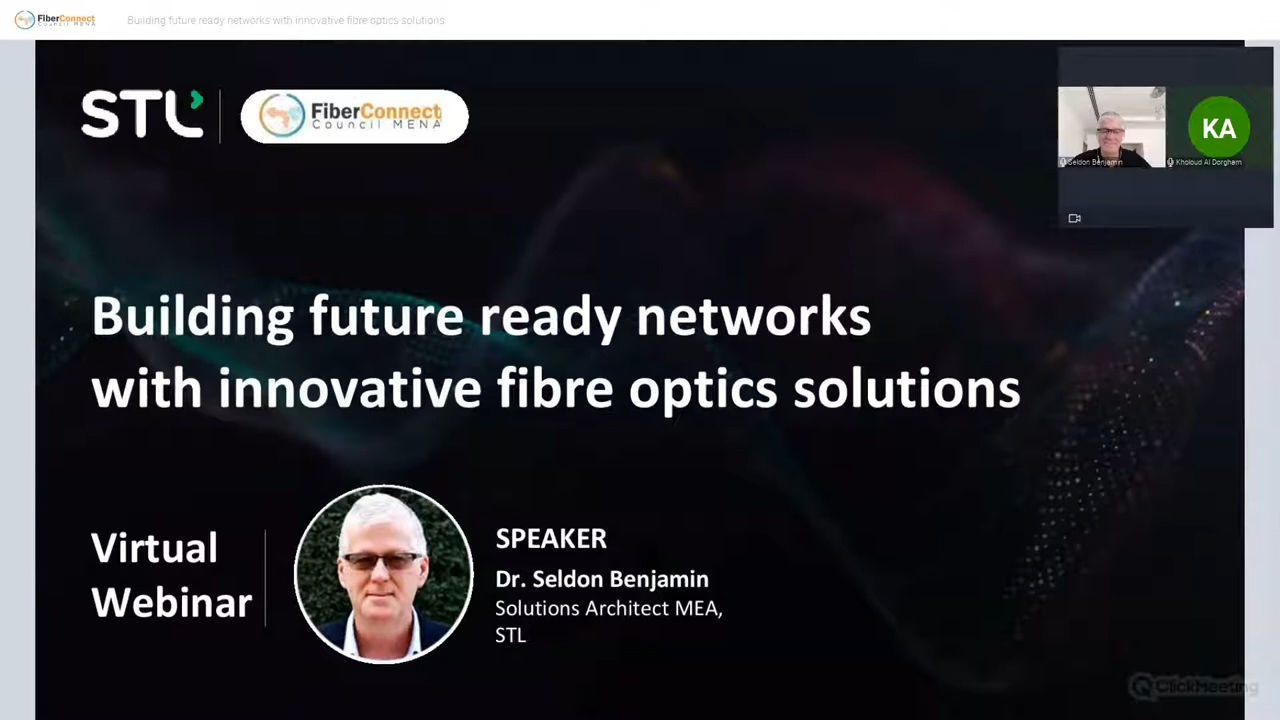 FiberConnect
Council MENA
Building future ready networks with innovative fibre optics solutions
STL
FiberConnect
Council MENA
KA
Seldon Benjamin
Kholoud Al Dorgham
Building future ready networks
with innovative fibre optics solutions
Virtual
Webinar
SPEAKER
Dr. Seldon Benjamin
Solutions Architect MEA,
STL
ClickMeeting